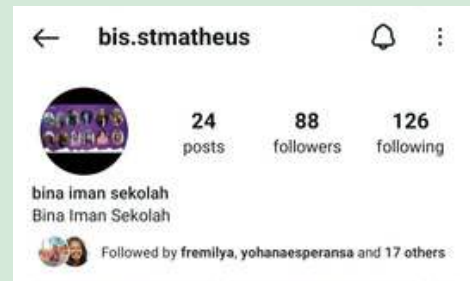 bis.stmatheus
24 88 126
posts followers following
bina iman sekolah
Bina Iman Sekolah
Followed by fremilya, yohanaesperansa and 17 others